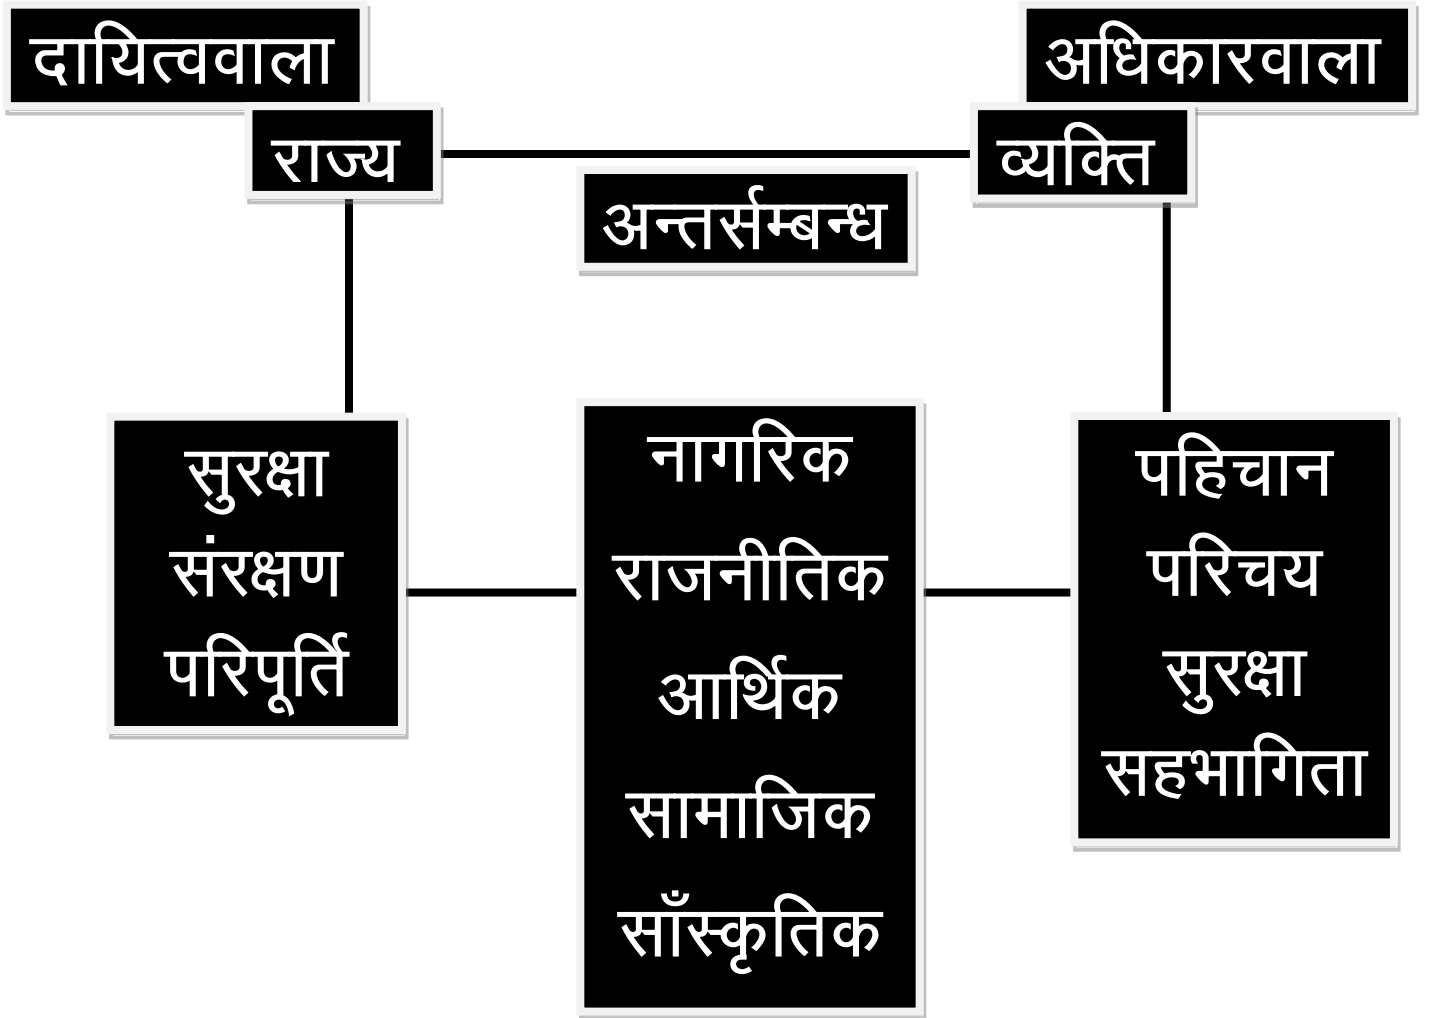 दायित्ववाला
अधिकारवाला
राज्य
व्यक्ति
अन्तर्सम्बन्ध
सुरक्षा
संरक्षण
परिपूर्ति
नागरिक
राजनीतिक
आर्थिक
सामाजिक
साँस्कृतिक
पहिचान
परिचय
सुरक्षा
सहभागिता